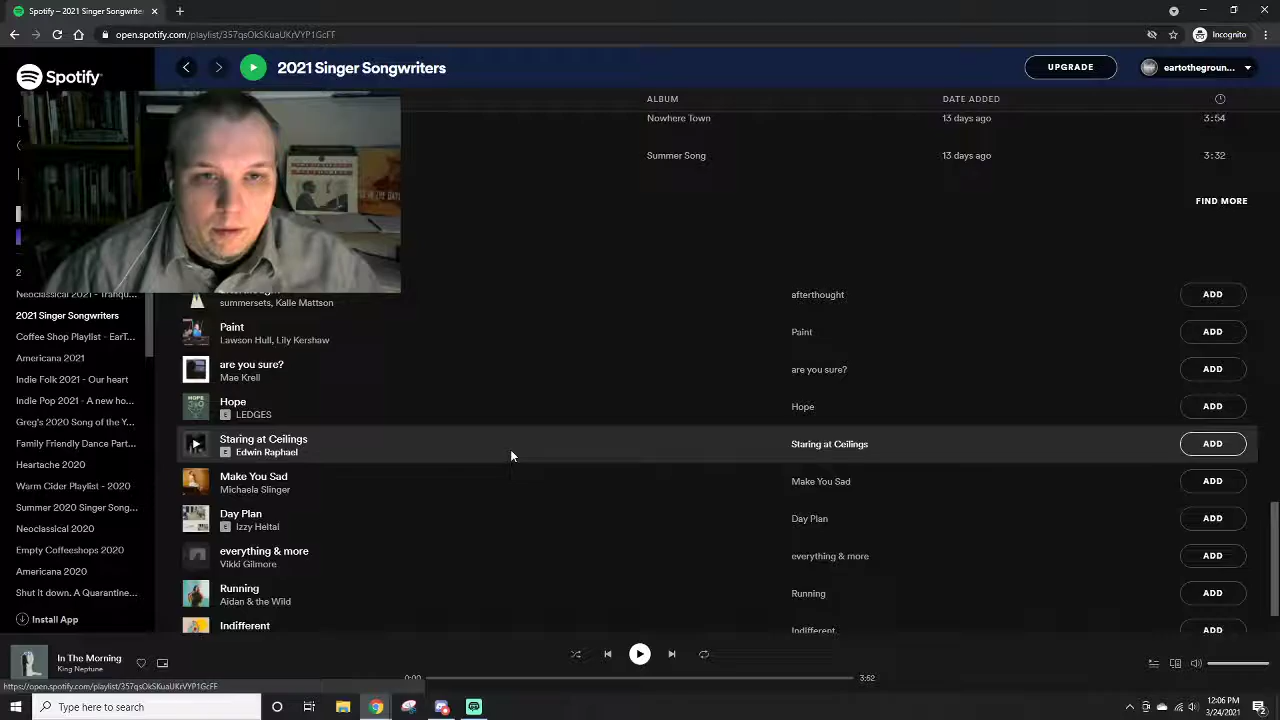 Spotify – 2021 Singer Songwrite
open.spotify.com/playlist/357qsOkSKuaUKrVYP1GcFF
Incognito
Spotify
2021 Singer Songwriters
UPGRADE
eartothegroun...
ALBUM DATE ADDED
Nowhere Town 13 days ago 3:54
Summer Song 13 days ago 3:32
FIND MORE
2
Neoclassical 2021 - Tranqu...
2021 Singer Songwriters
Coffee Shop Playlist - EarT...
Americana 2021
Indie Folk 2021 - Our heart
Indie Pop 2021 - A new ho...
Greg's 2020 Song of the Y...
Family Friendly Dance Part...
Heartache 2020
Warm Cider Playlist - 2020
Summer 2020 Singer Song...
Neoclassical 2020
Empty Coffeeshops 2020
Americana 2020
Shut it down. A Quarantine...
Install App
afterthought ADD
summersets, Kalle Mattson
Paint
Lawson Hull, Lily Kershaw
Paint ADD
are you sure?
Mae Krell
are you sure? ADD
HOPE
Hope
E LEDGES
Hope ADD
Staring at Ceilings
E Edwin Raphael
Staring at Ceilings ADD
Make You Sad
Michaela Slinger
Make You Sad ADD
Day Plan
E Izzy Heltai
Day Plan ADD
everything & more
Vikki Gilmore
everything & more ADD
Running
Aidan & the Wild
Running ADD
Indifferent
Indifferent ADD
In The Morning
King Neptune
0:00 3:52
https://open.spotify.com/playlist/357qsOkSKuaUKrVYP1GcFF
Type here to search
12:06 PM
3/24/2021